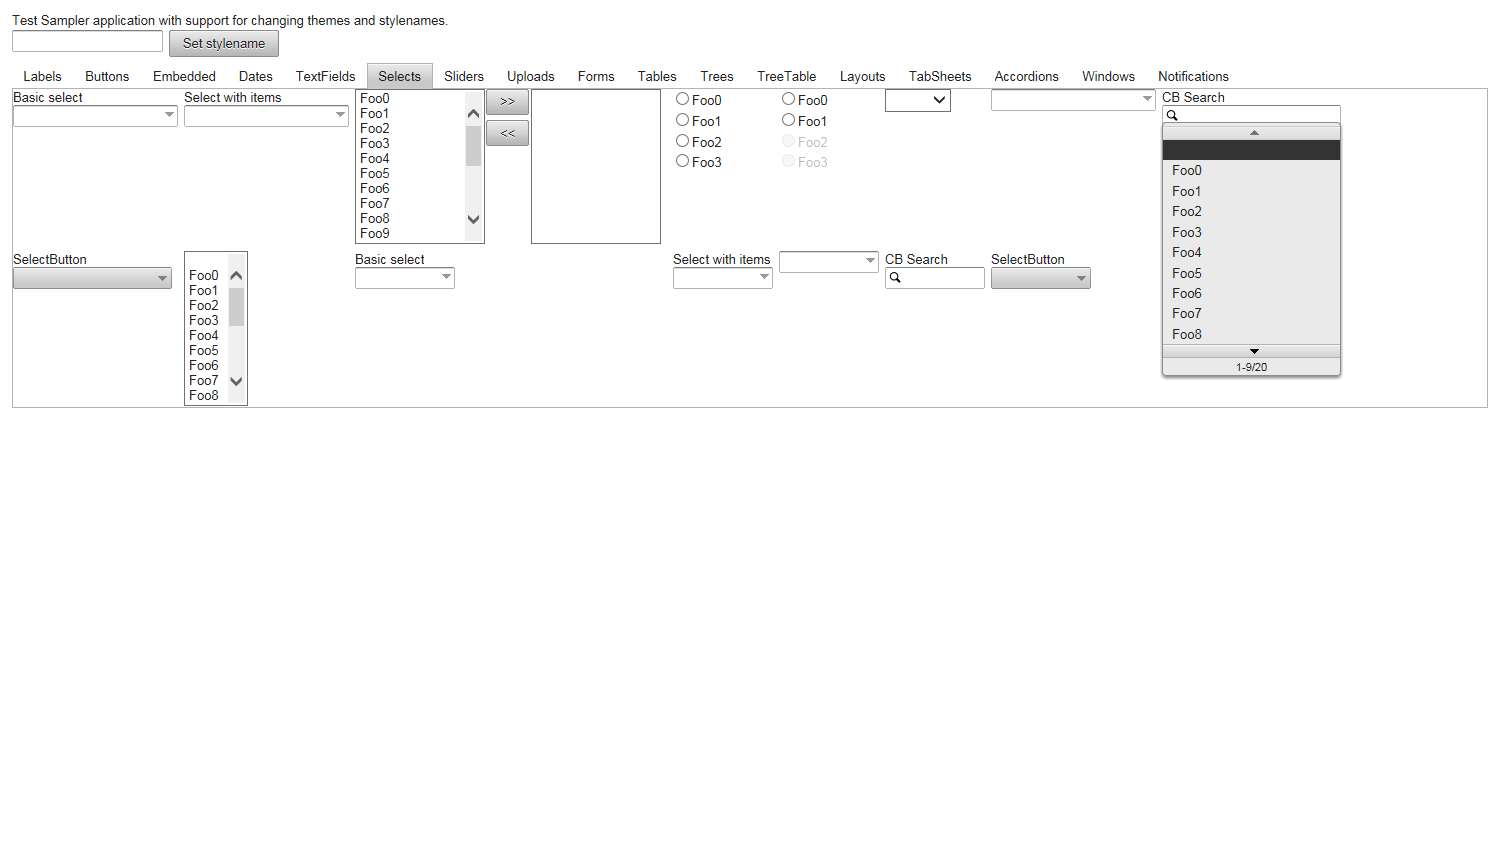 Test Sampler application with support for changing themes and stylenames.
Set stylename
Labels Buttons Embedded Dates TextFields Selects Sliders Uploads Forms Tables Trees TreeTable Layouts TabSheets Accordions Windows Notifications
Basic select
Select with items
Foo0
Foo1
Foo2
Foo3
Foo4
Foo5
Foo6
Foo7
Foo8
Foo9
>>
<<
Foo0
Foo1
Foo2
Foo3
Foo0
Foo1
Foo2
Foo3
CB Search
Foo0
Foo1
Foo2
Foo3
Foo4
Foo5
Foo6
Foo7
Foo8
1-9/20
SelectButton
Foo0
Foo1
Foo2
Foo3
Foo4
Foo5
Foo6
Foo7
Foo8
Basic select
Select with items
CB Search
SelectButton